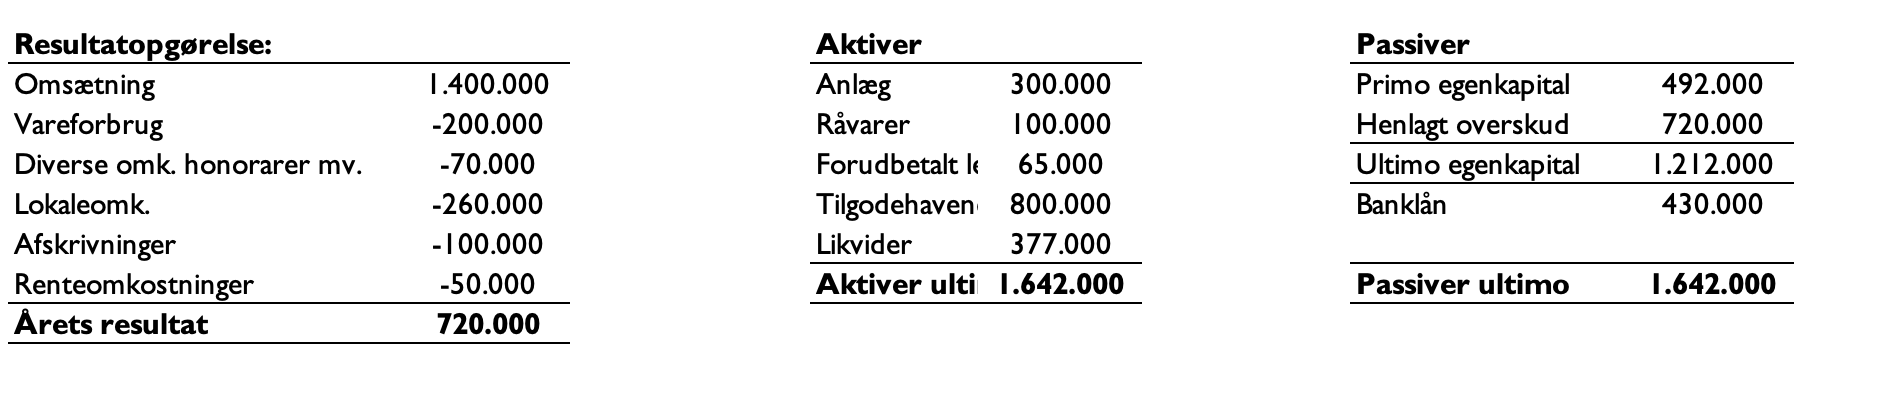 Resultatopgørelse:
Omsætning 1.400.000
Vareforbrug -200.000
Diverse omk. honorarer mv. -70.000
Lokaleomk. -260.000
Afskrivninger -100.000
Renteomkostninger -50.000
Årets resultat 720.000
Aktiver
Anlæg 300.000
Råvarer 100.000
Forudbetalt le 65.000
Tilgodehaven 800.000
Likvider 377.000
Aktiver ulti 1.642.000
Passiver
Primo egenkapital 492.000
Henlagt overskud 720.000
Ultimo egenkapital 1.212.000
Banklån 430.000
Passiver ultimo 1.642.000